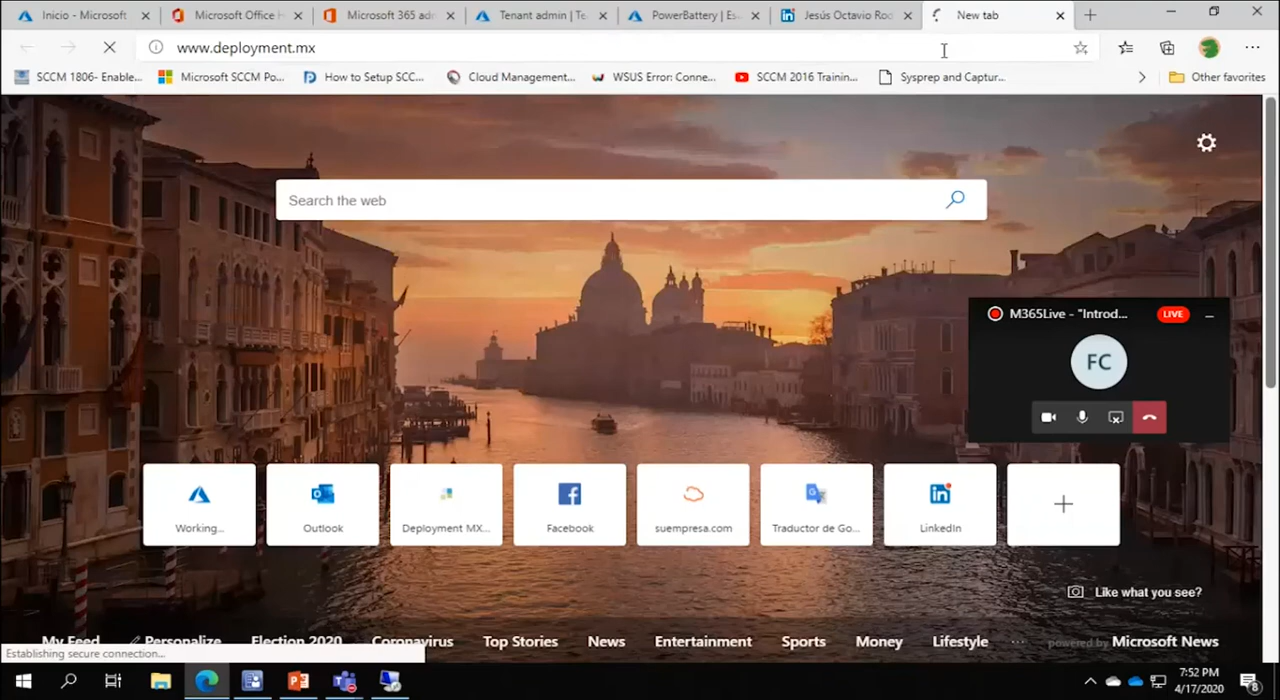 Inicio - Microsoft
Microsoft Office H
Microsoft 365 adn
Tenant admin | Te
PowerBattery | Es
Jesús Octavio Rod
New tab
www.deployment.mx
SCCM 1806- Enable...
Microsoft SCCM Po...
How to Setup SCC...
Cloud Management...
WSUS Error: Conne...
SCCM 2016 Trainin...
Sysprep and Captur...
Other favorites
Search the web
M365Live - "Introd...
LIVE
FC
Working...
Outlook
Deployment MX...
Facebook
suempresa.com
Traductor de Go...
LinkedIn
Like what you see?
My Feed
Personalize
Election 2020
Coronavirus
Top Stories
News
Entertainment
Sports
Money
Lifestyle
...
powered by
Microsoft News
Establishing secure connection...
7:52 PM
4/17/2020
8